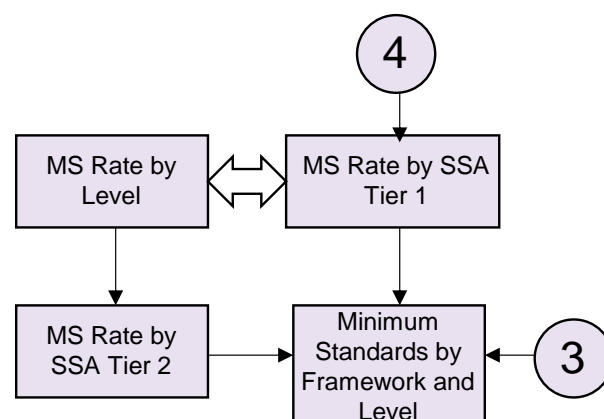 4
MS Rate by
Level
MS Rate by SSA
Tier 1
MS Rate by
SSA Tier 2
Minimum
Standards by
Framework and
Level
3